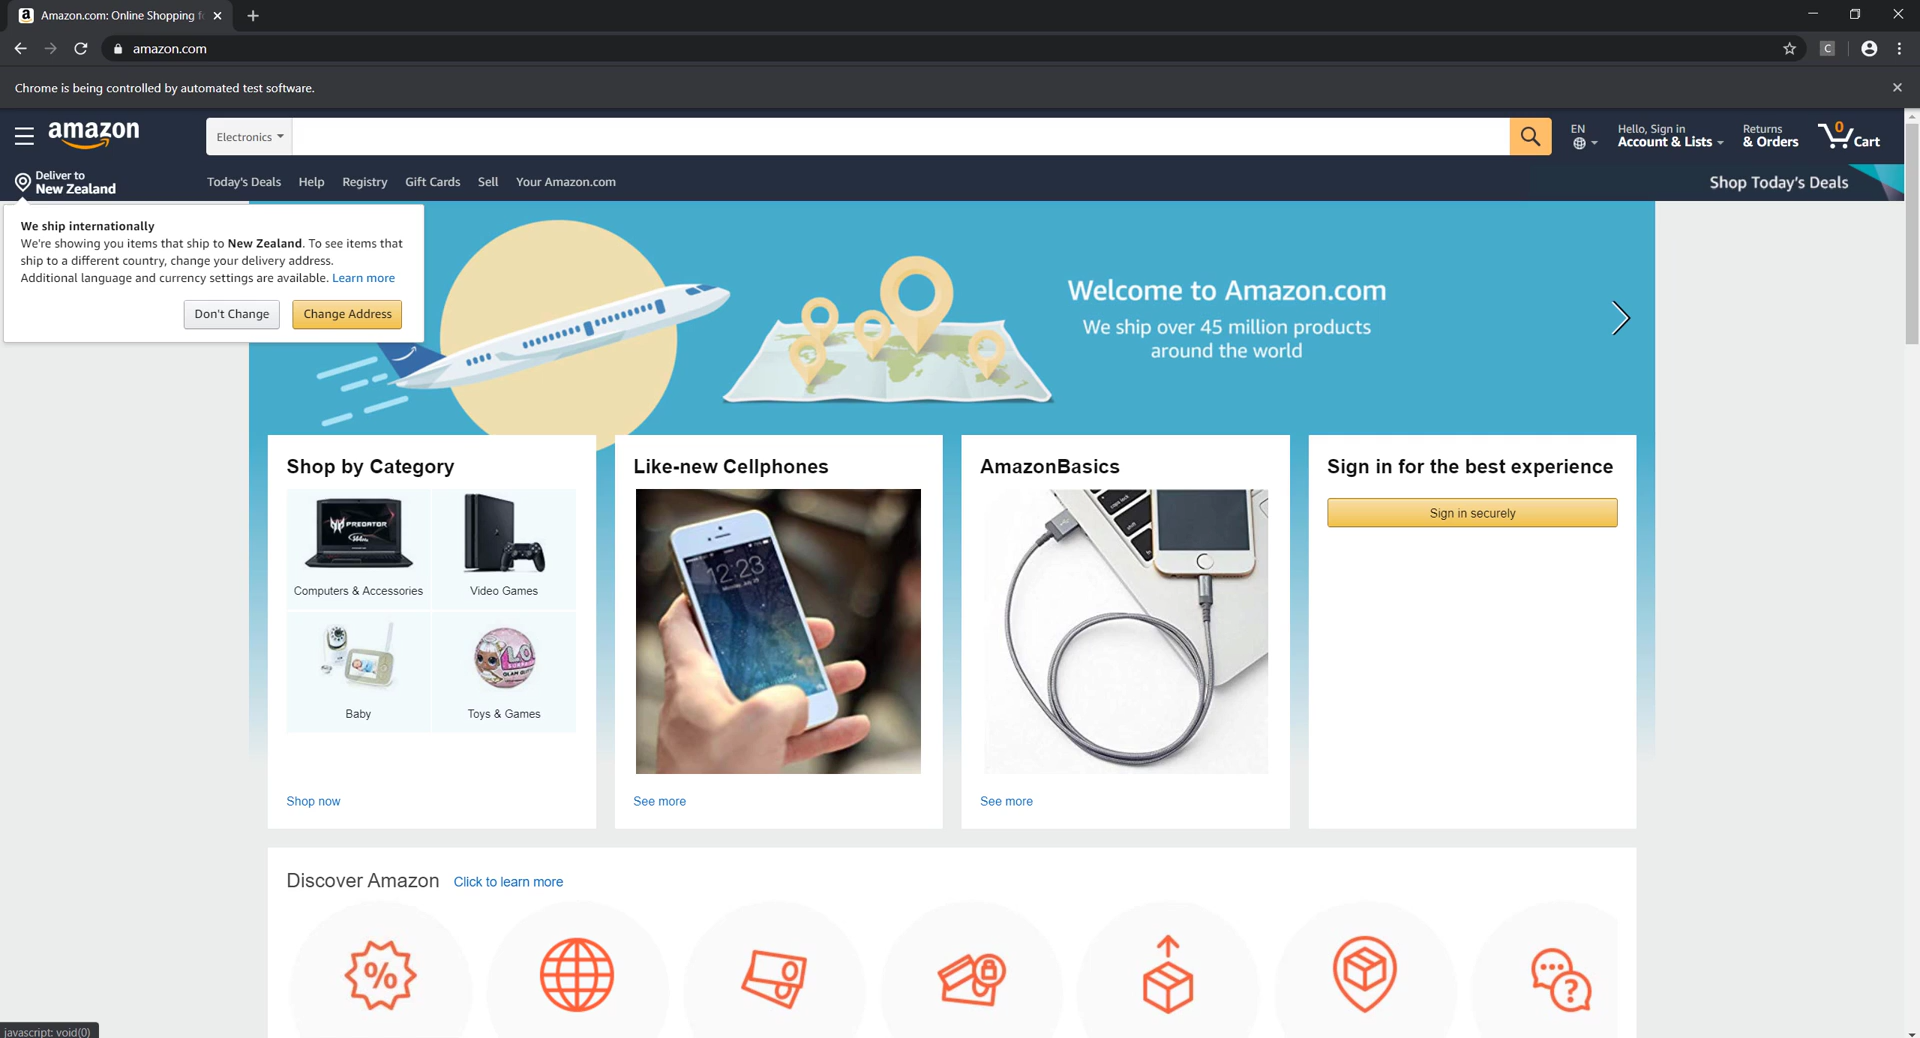 Amazon.com: Online Shopping f
amazon.com
C
Chrome is being controlled by automated test software.
amazon
Electronics
EN
Hello, Sign in
Account & Lists
Returns
& Orders
0
Cart
Deliver to
New Zealand
Today's Deals
Help
Registry
Gift Cards
Sell
Your Amazon.com
Shop Today's Deals
We ship internationally
We're showing you items that ship to New Zealand. To see items that
ship to a different country, change your delivery address.
Additional language and currency settings are available. Learn more
Don't Change
Change Address
Welcome to Amazon.com
We ship over 45 million products
around the world
Shop by Category
PREDATOR
Computers & Accessories
Video Games
Baby
Toys & Games
Shop now
Like-new Cellphones
12:23
See more
AmazonBasics
caps lock
shift
See more
Sign in for the best experience
Sign in securely
Discover Amazon
Click to learn more
%
?
javascript: void(0)